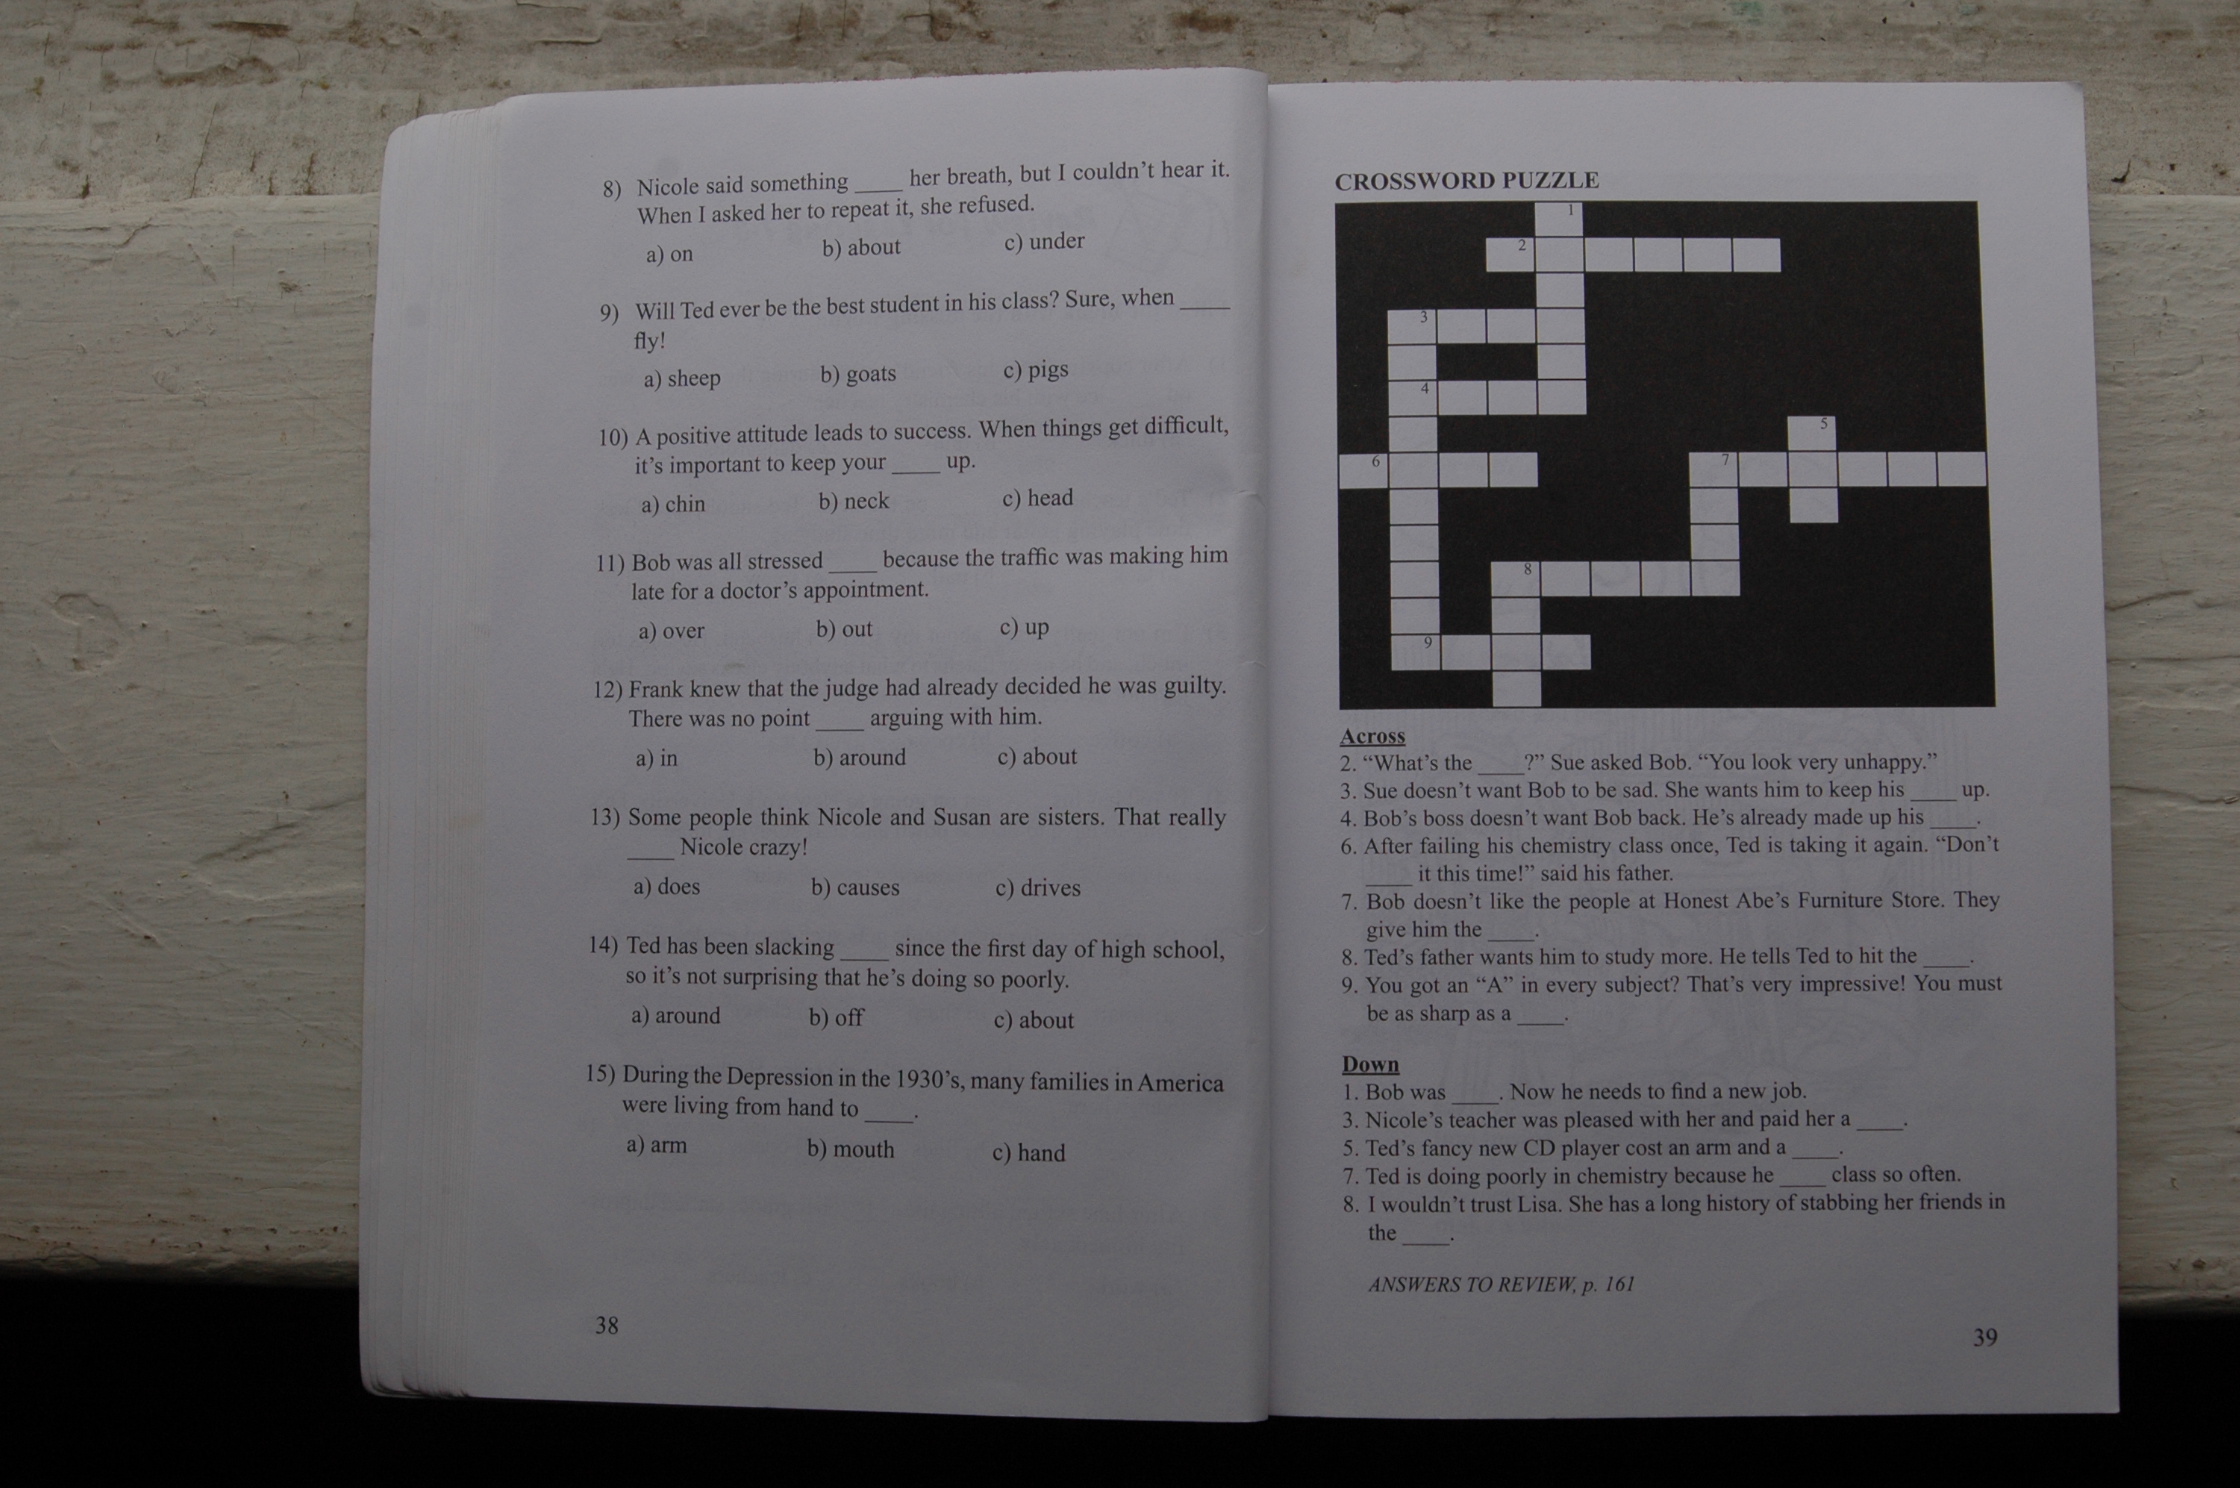 8) Nicole said something ____ her breath, but I couldn’t hear it.
When I asked her to repeat it, she refused.
a) on b) about c) under
9) Will Ted ever be the best student in his class? Sure, when ____
fly!
a) sheep b) goats c) pigs
10) A positive attitude leads to success. When things get difficult,
it’s important to keep your ____ up.
a) chin b) neck c) head
11) Bob was all stressed ____ because the traffic was making him
late for a doctor’s appointment.
a) over b) out c) up
12) Frank knew that the judge had already decided he was guilty.
There was no point ____ arguing with him.
a) in b) around c) about
13) Some people think Nicole and Susan are sisters. That really
____ Nicole crazy!
a) does b) causes c) drives
14) Ted has been slacking ____ since the first day of high school,
so it’s not surprising that he’s doing so poorly.
a) around b) off c) about
15) During the Depression in the 1930’s, many families in America
were living from hand to ____.
a) arm b) mouth c) hand
38
CROSSWORD PUZZLE
1
2
3
4
5
6 7
8
9
Across
2. “What’s the ____?” Sue asked Bob. “You look very unhappy.”
3. Sue doesn’t want Bob to be sad. She wants him to keep his ____ up.
4. Bob’s boss doesn’t want Bob back. He’s already made up his ____.
6. After failing his chemistry class once, Ted is taking it again. “Don’t
____ it this time!” said his father.
7. Bob doesn’t like the people at Honest Abe’s Furniture Store. They
give him the ____.
8. Ted’s father wants him to study more. He tells Ted to hit the ____.
9. You got an “A” in every subject? That’s very impressive! You must
be as sharp as a ____.
Down
1. Bob was ____. Now he needs to find a new job.
3. Nicole’s teacher was pleased with her and paid her a ____.
5. Ted’s fancy new CD player cost an arm and a ____.
7. Ted is doing poorly in chemistry because he ____ class so often.
8. I wouldn’t trust Lisa. She has a long history of stabbing her friends in
the ____.
ANSWERS TO REVIEW, p. 161
39